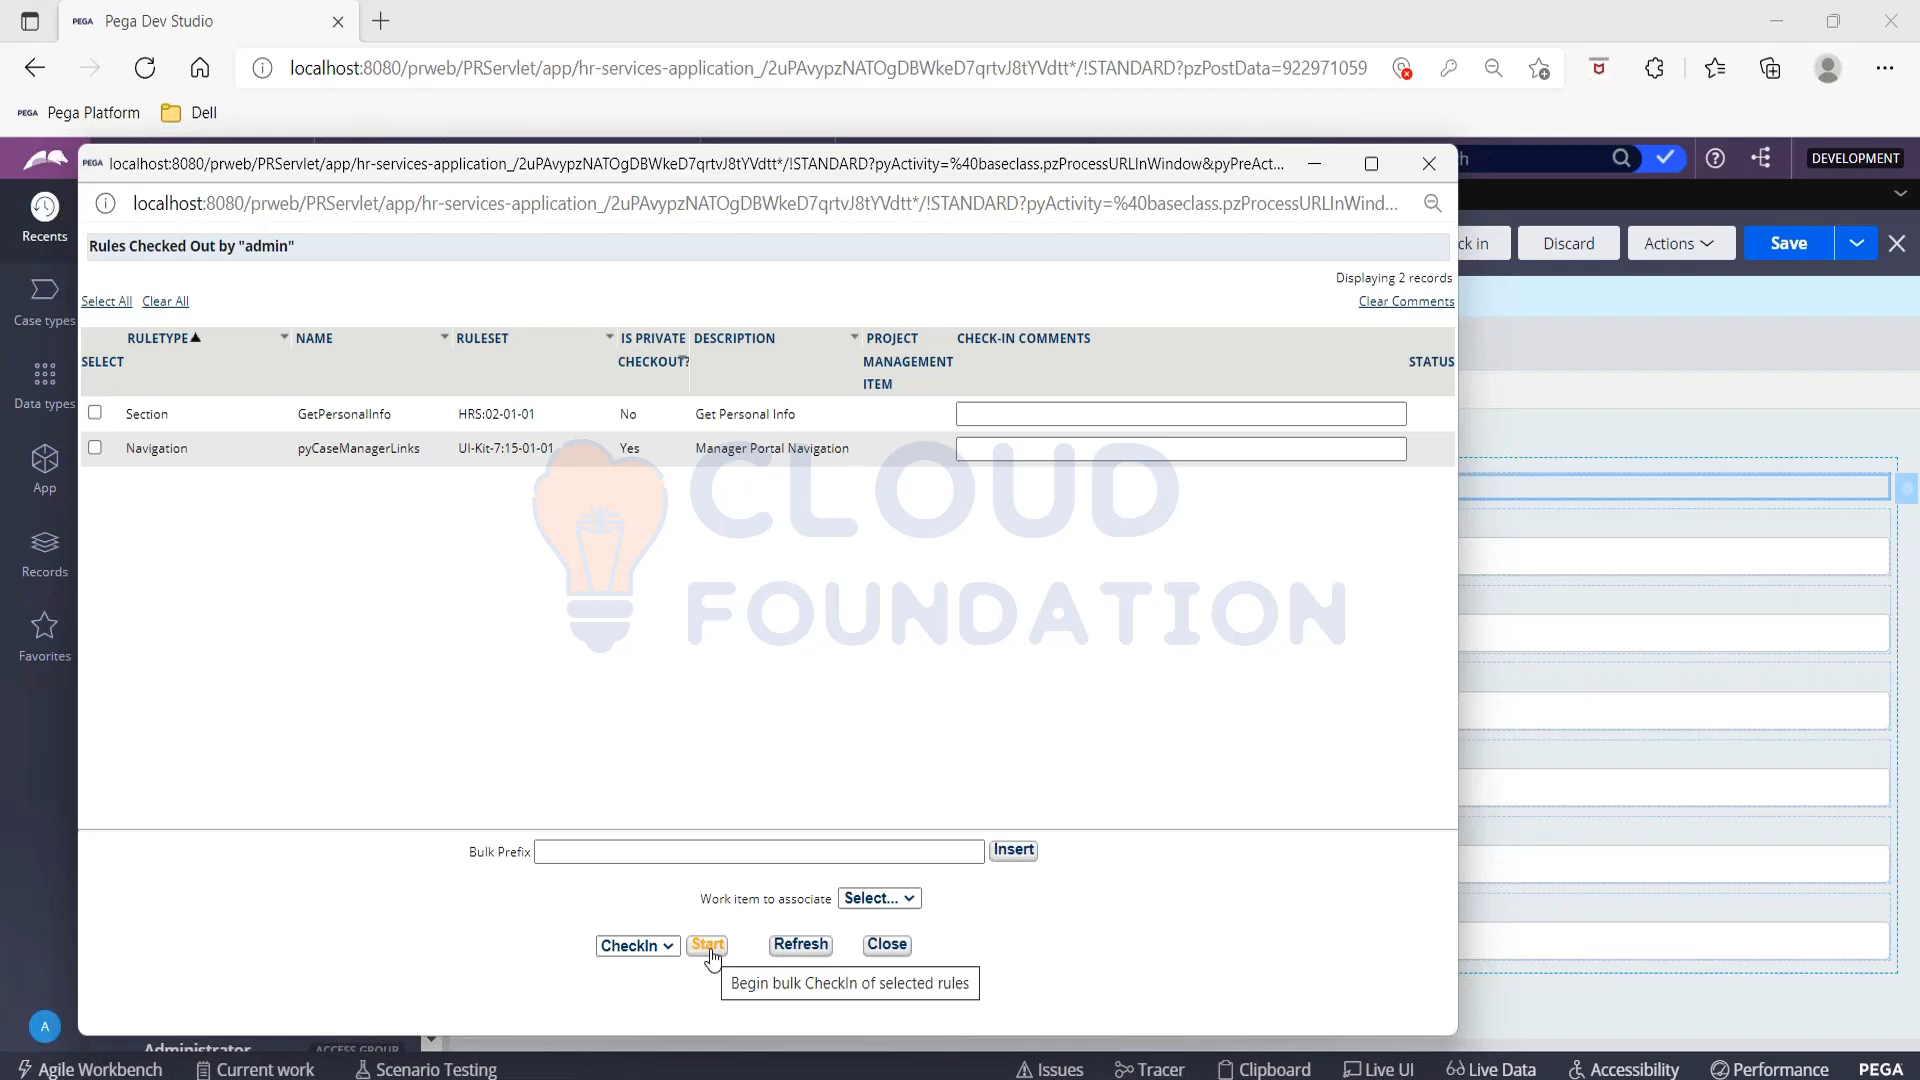 PEGA Pega Dev Studio
localhost:8080/prweb/PRServlet/app/hr-services-application_/2uPAvypzNATOgDBWkeD7qrtvJ8tYVdtt*/!STANDARD?pzPostData=922971059
PEGA Pega Platform Dell
PEGA localhost:8080/prweb/PRServlet/app/hr-services-application_/2uPAvypzNATOgDBWkeD7qrtvJ8tYVdtt*/!STANDARD?pyActivity=%40baseclass.pzProcessURLInWindow&pyPreAct...
DEVELOPMENT
localhost:8080/prweb/PRServlet/app/hr-services-application_/2uPAvypzNATOgDBWkeD7qrtvJ8tYVdtt*/!STANDARD?pyActivity=%40baseclass.pzProcessURLInWind...
Recents
Case types
Data types
App
Records
Favorites
A
Discard Actions Save
Rules Checked Out by "admin"
Displaying 2 records
Select All Clear All Clear Comments
RULETYPE NAME RULESET IS PRIVATE DESCRIPTION PROJECT CHECK-IN COMMENTS
SELECT CHECKOUT? MANAGEMENT STATUS
ITEM
Section GetPersonalInfo HRS:02-01-01 No Get Personal Info
Navigation pyCaseManagerLinks UI-Kit-7:15-01-01 Yes Manager Portal Navigation
CLOUD
FOUNDATION
Bulk Prefix Insert
Work item to associate Select...
CheckIn Start Refresh Close
Begin bulk CheckIn of selected rules
Administrator ACCESS GROUP
Agile Workbench Current work Scenario Testing Issues Tracer Clipboard Live UI Live Data Accessibility Performance PEGA